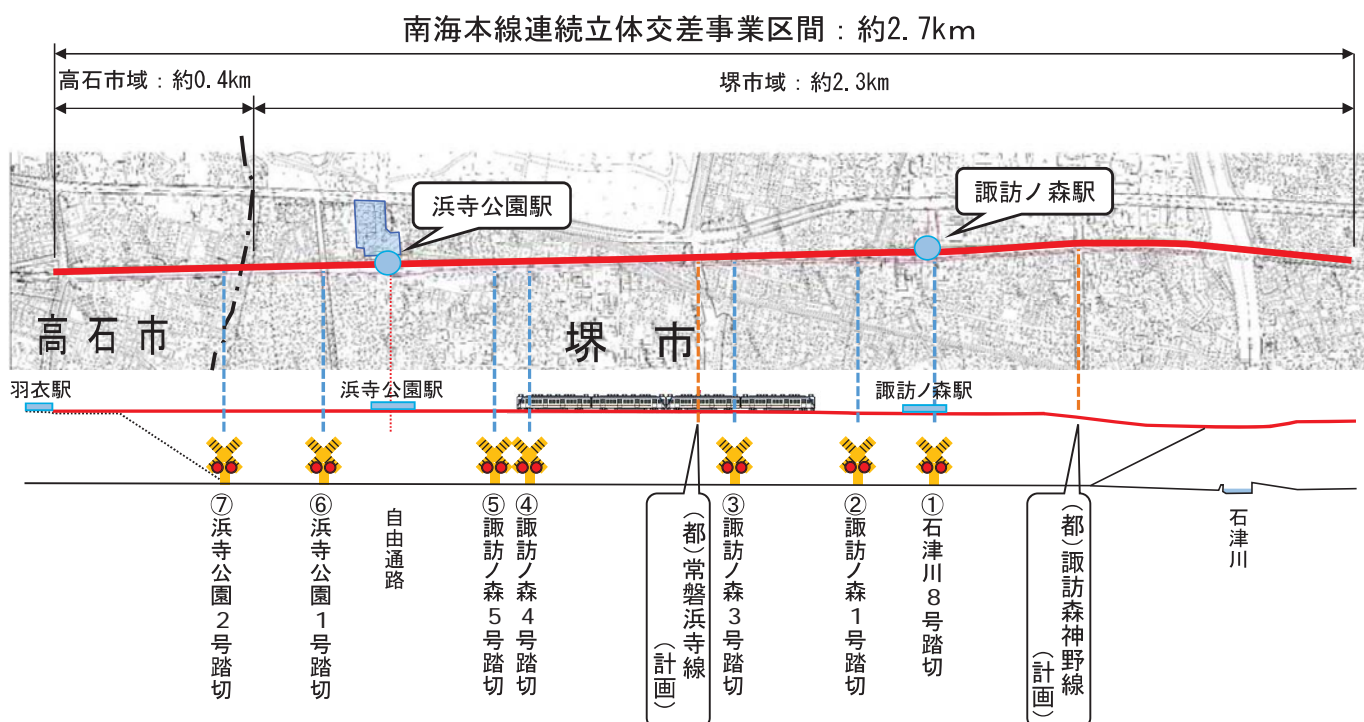 南海本線連続立体交差事業区間：約2.7km
高石市域：約0.4km
堺市域：約2.3km
浜寺公園駅
諏訪ノ森駅
高石市
堺市
羽衣駅
浜寺公園駅
諏訪ノ森駅
⑦浜寺公園２号踏切
⑥浜寺公園１号踏切
自由通路
⑤諏訪ノ森５号踏切
④諏訪ノ森４号踏切
（都）常磐浜寺線
（計画）
③諏訪ノ森３号踏切
②諏訪ノ森１号踏切
①石津川８号踏切
（都）諏訪森神野線
（計画）
石津川